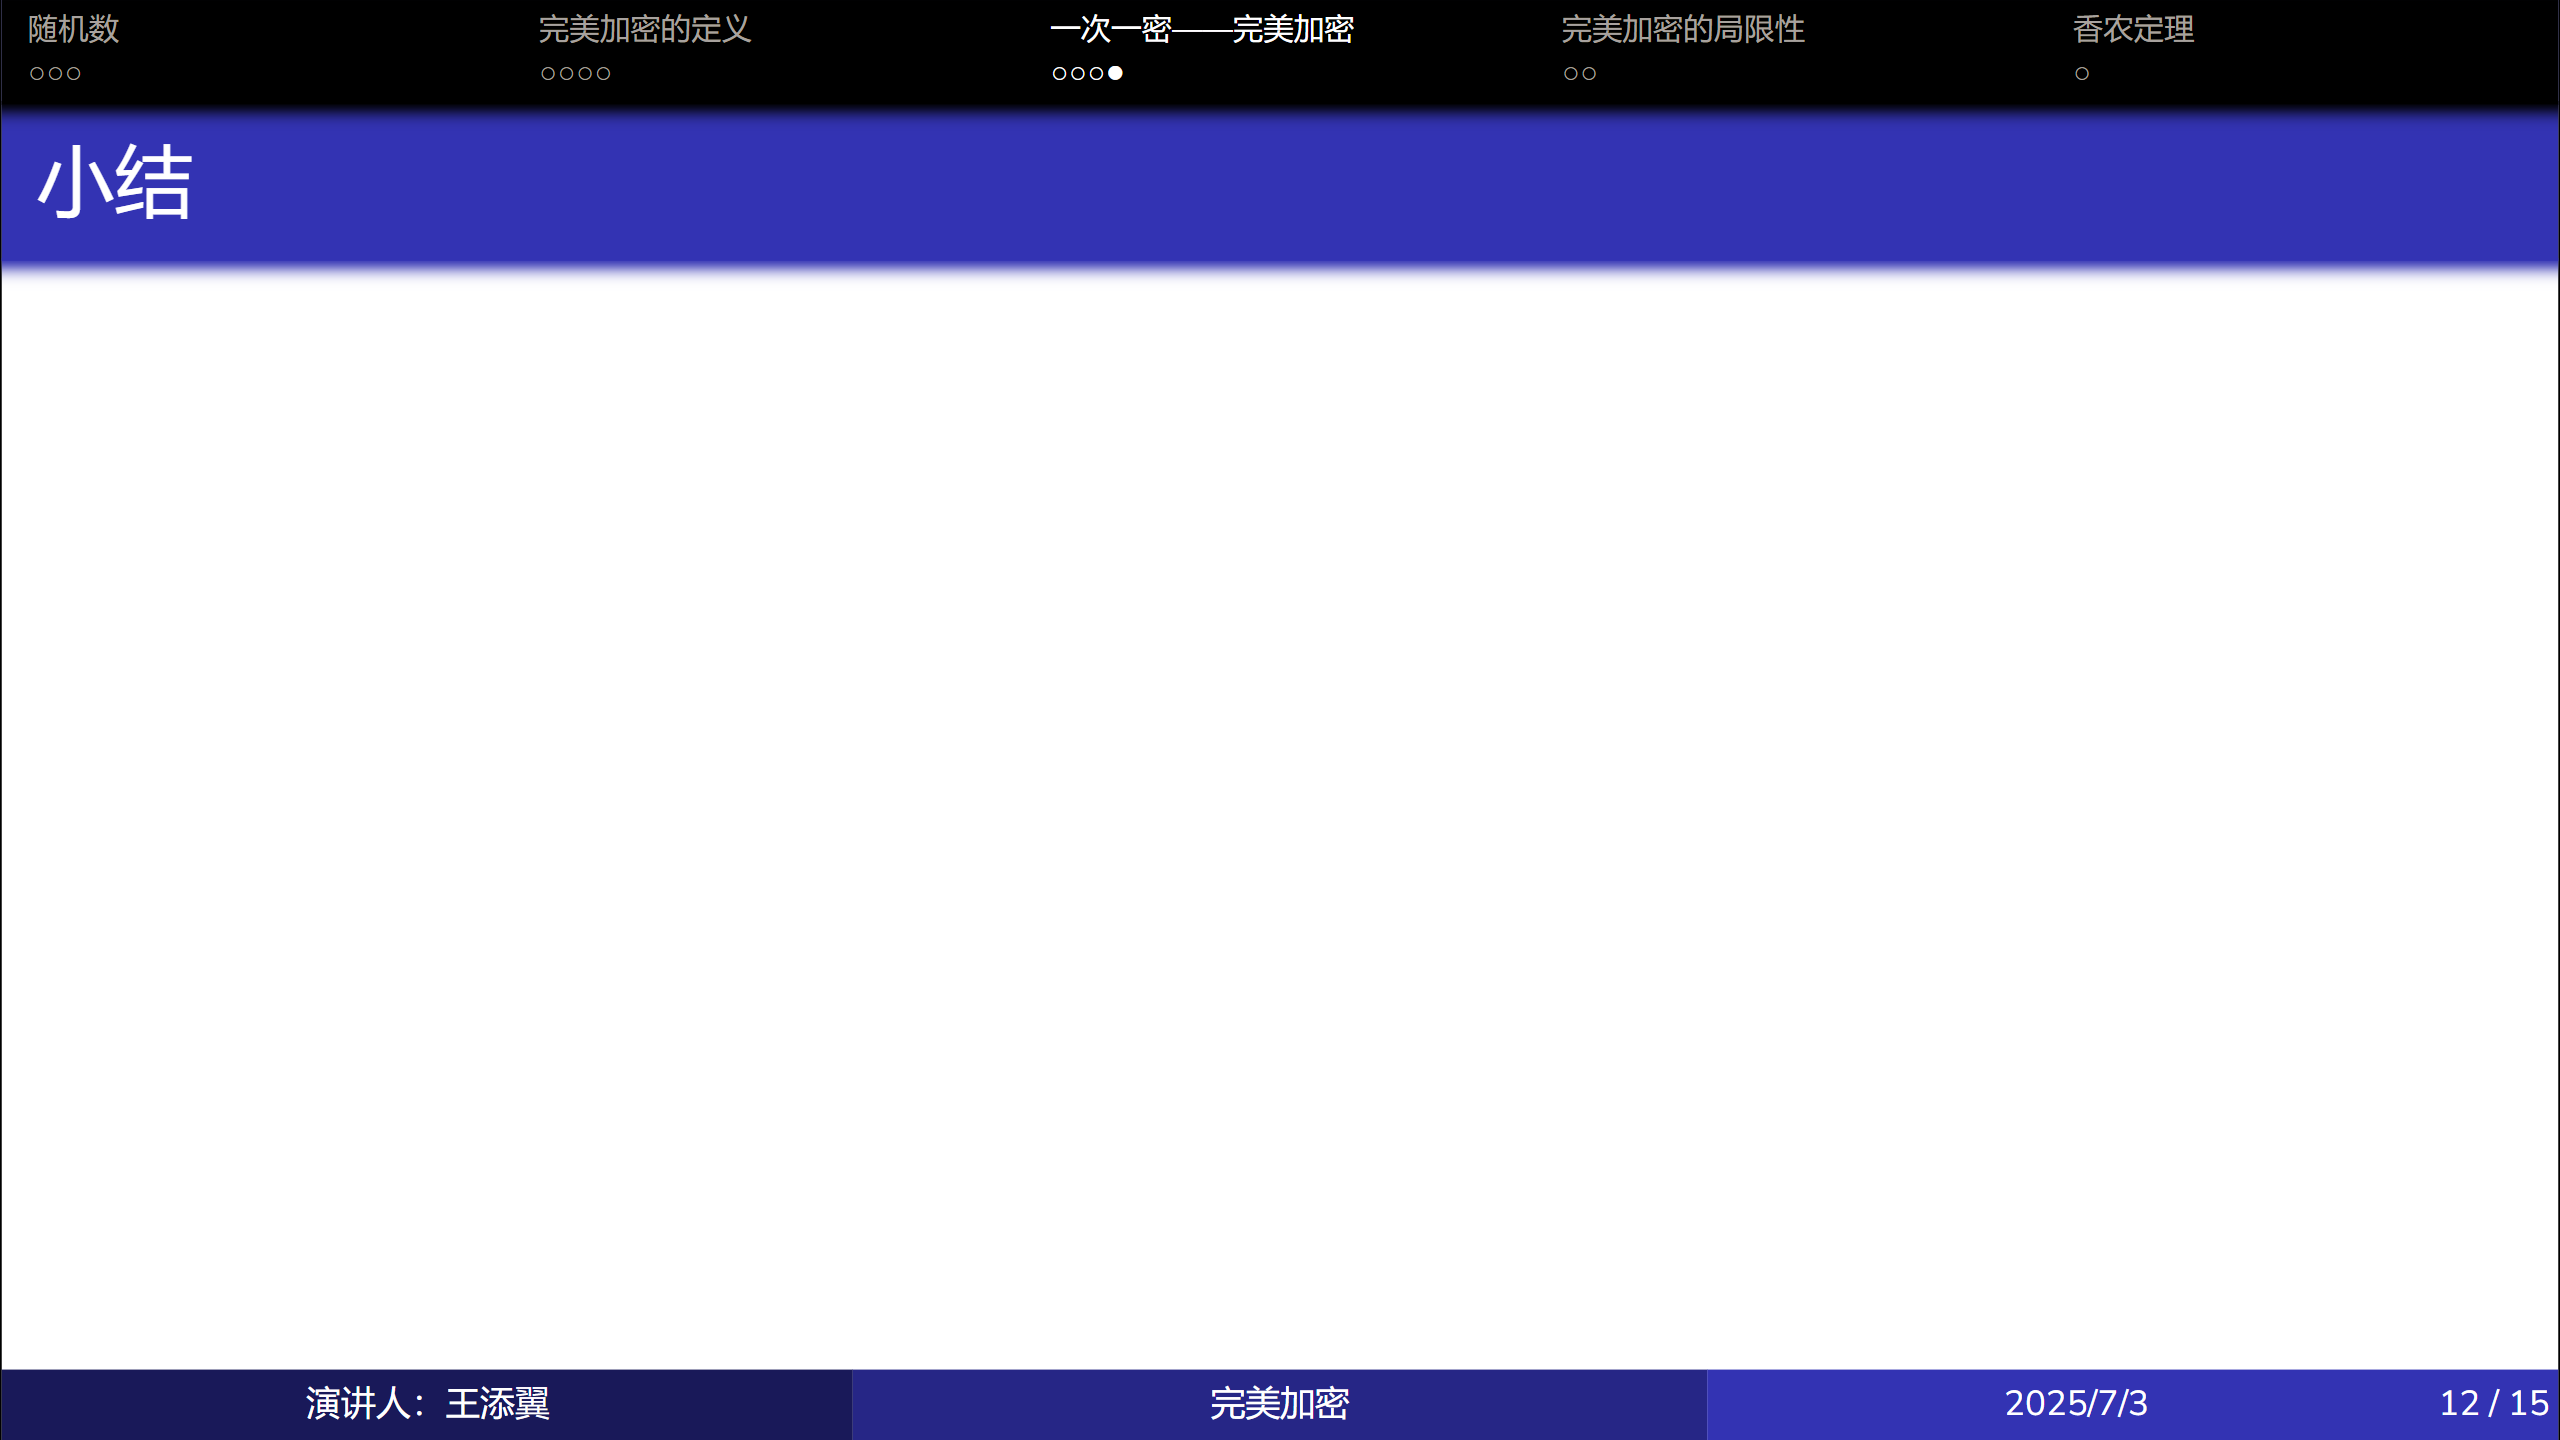 随机数
完美加密的定义
一次一密——完美加密
完美加密的局限性
香农定理
小结
演讲人：王添翼
完美加密
2025/7/3
12 / 15